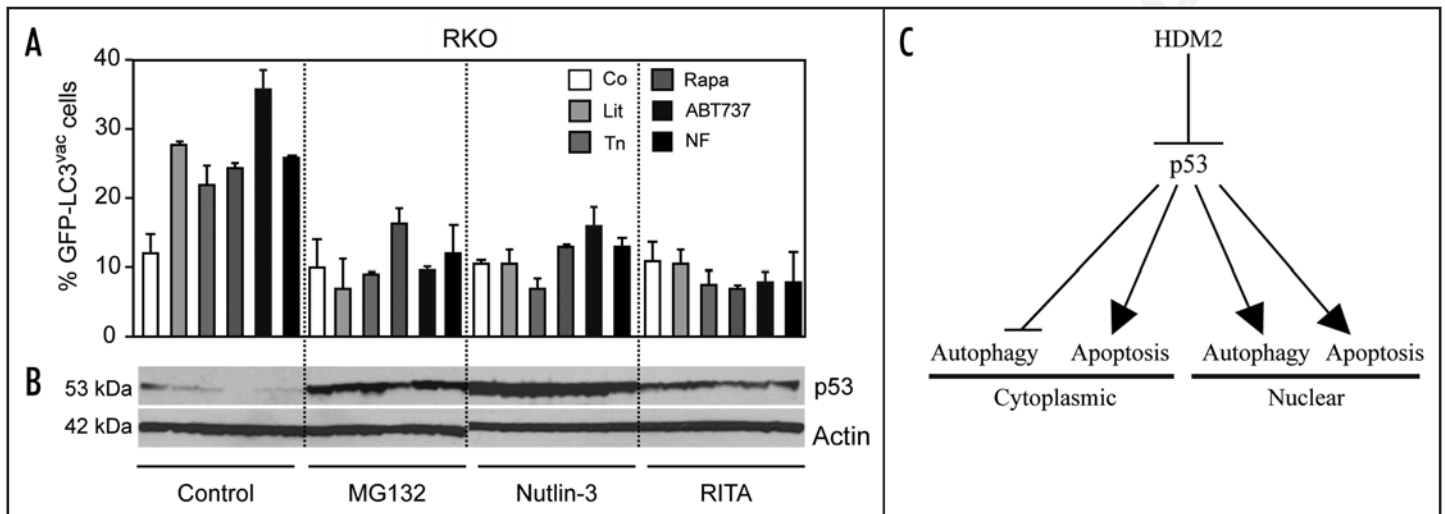 A
RKO
% GFP-LC3vac cells
40
30
20
10
0
Co
Lit
Tn
Rapa
ABT737
NF
B
53 kDa
p53
42 kDa
Actin
Control MG132 Nutlin-3 RITA
C
HDM2
p53
Autophagy Apoptosis Autophagy Apoptosis
Cytoplasmic Nuclear